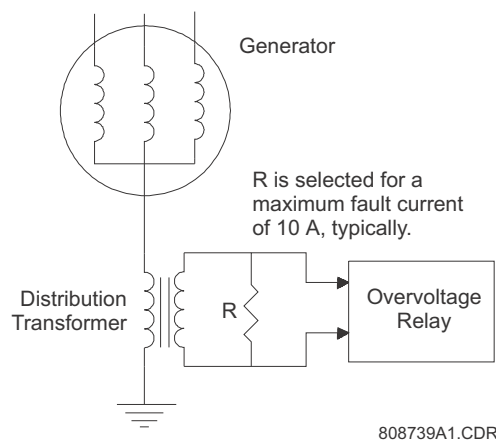 Generator
R is selected for a
maximum fault current
of 10 A, typically.
Distribution
Transformer
R
Overvoltage
Relay
808739A1.CDR